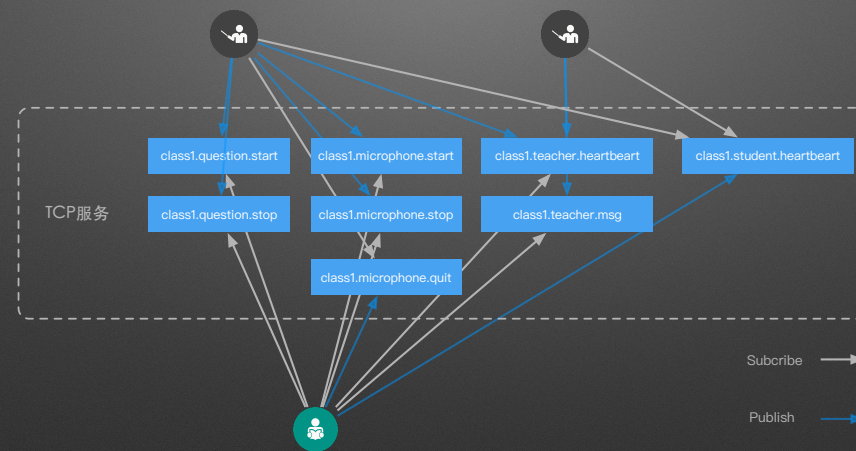 class1.question.start
class1.microphone.start
class1.teacher.heartbeart
class1.student.heartbeart
TCP服务
class1.question.stop
class1.microphone.stop
class1.teacher.msg
class1.microphone.quit
Subcribe
Publish